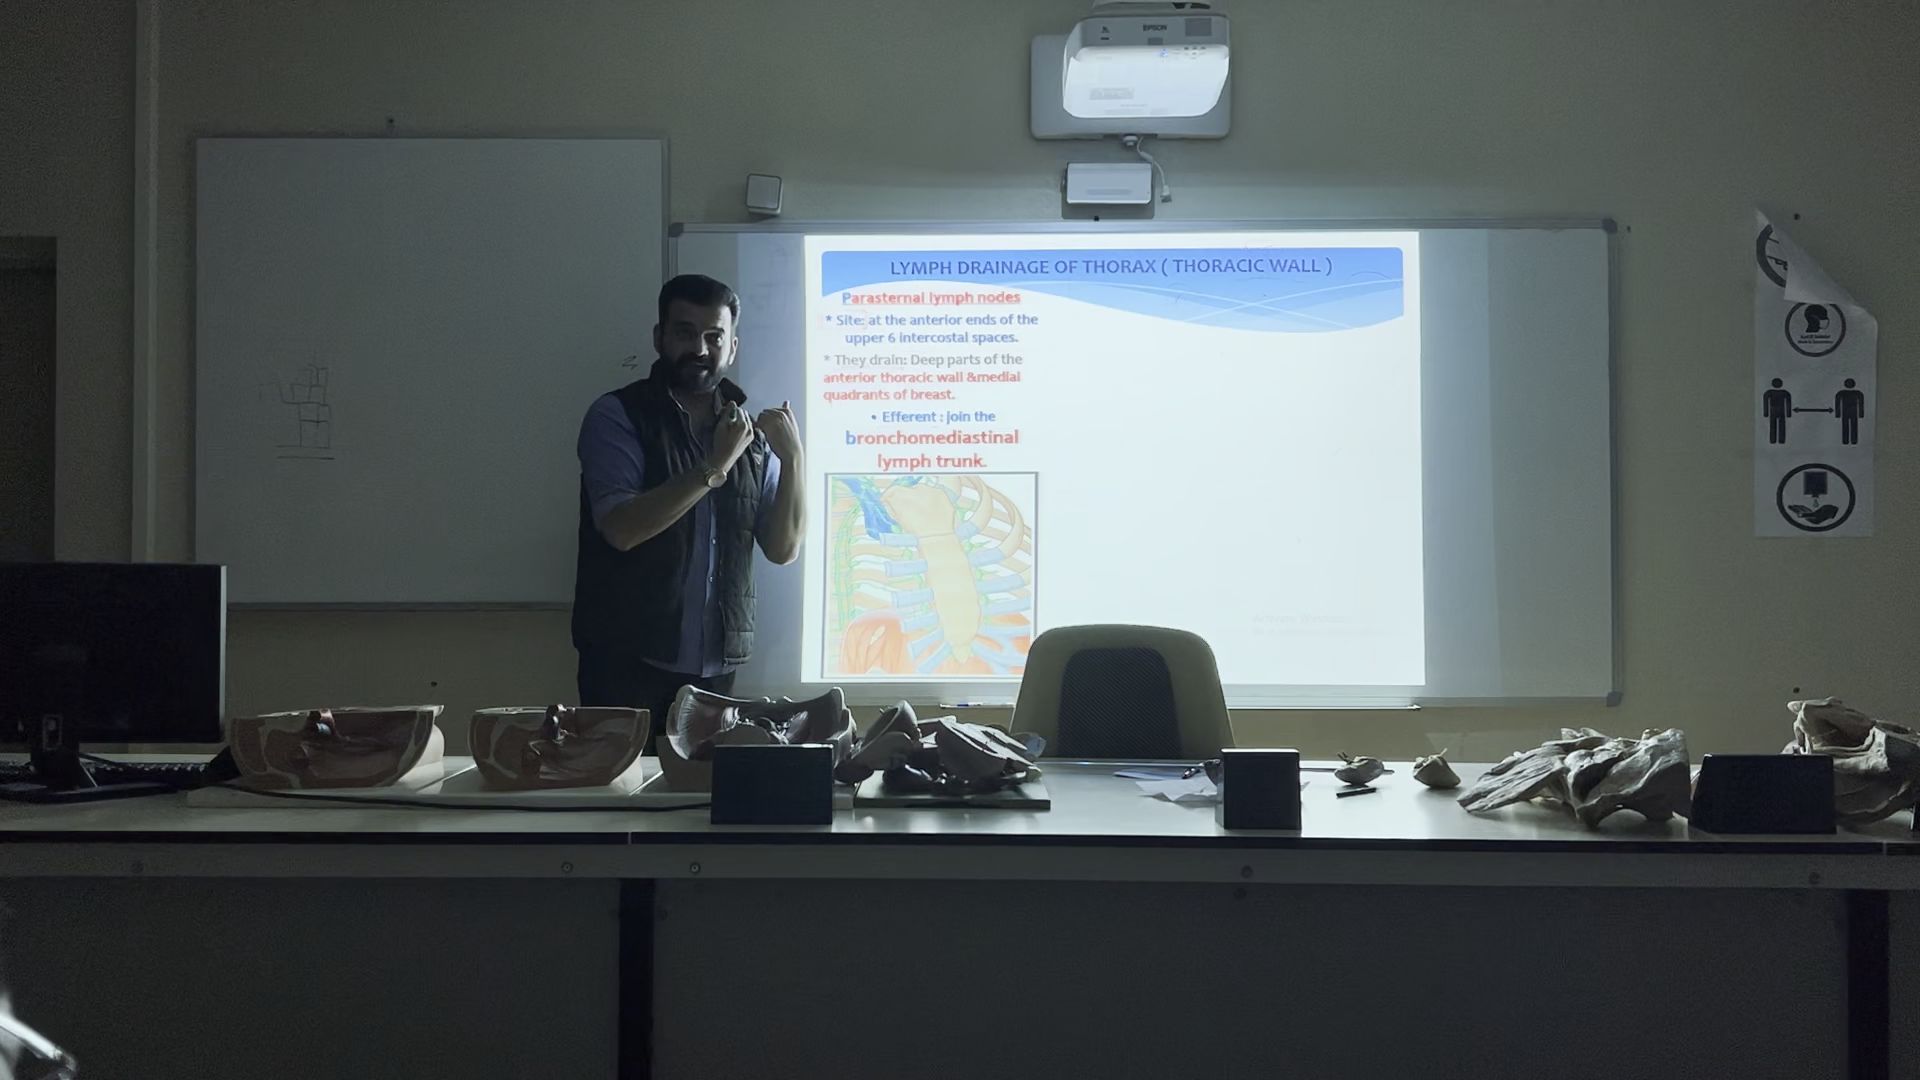 EPSON
LYMPH DRAINAGE OF THORAX ( THORACIC WALL )
Parasternal lymph nodes
* Site: at the anterior ends of the
upper 6 intercostal spaces.
* They drain: Deep parts of the
anterior thoracic wall &medial
quadrants of breast.
• Efferent : join the
bronchomediastinal
lymph trunk.